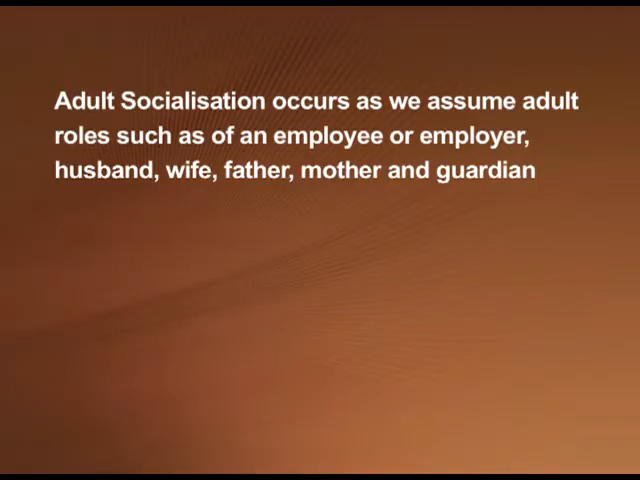 Adult Socialisation occurs as we assume adult
roles such as of an employee or employer,
husband, wife, father, mother and guardian